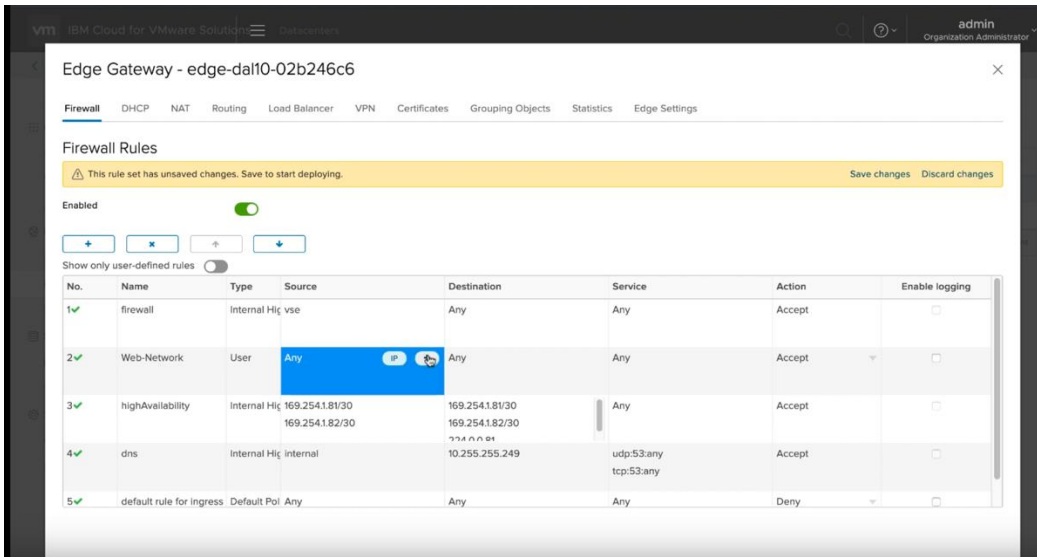 vm IBM Cloud for VMware Solutions Datacenters
admin
Organization Administrator
Edge Gateway - edge-dal10-02b246c6
Firewall DHCP NAT Routing Load Balancer VPN Certificates Grouping Objects Statistics Edge Settings
Firewall Rules
This rule set has unsaved changes. Save to start deploying. Save changes Discard changes
Enabled
Show only user-defined rules
No. Name Type Source Destination Service Action Enable logging
1 firewall Internal Hig vse Any Any Accept
2 Web-Network User Any IP Any Any Accept
3 highAvailability Internal Hig 169.254.1.81/30 169.254.1.81/30 Any Accept
169.254.1.82/30 169.254.1.82/30
224.0.0.81
4 dns Internal Hig internal 10.255.255.249 udp:53:any Accept
tcp:53:any
5 default rule for ingress Default Pol Any Any Any Deny